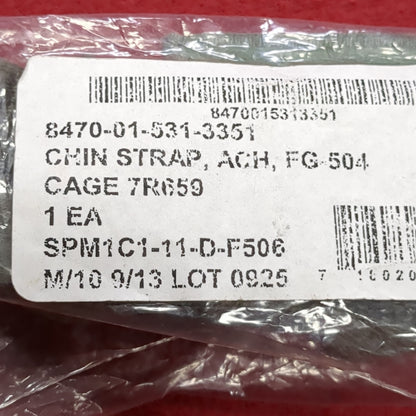 8470015313351
8470-01-531-3351
CHIN STRAP, ACH, FG-504
CAGE 7R659
1 EA
SPM1C1-11-D-F506
M/10 9/13 LOT 0925